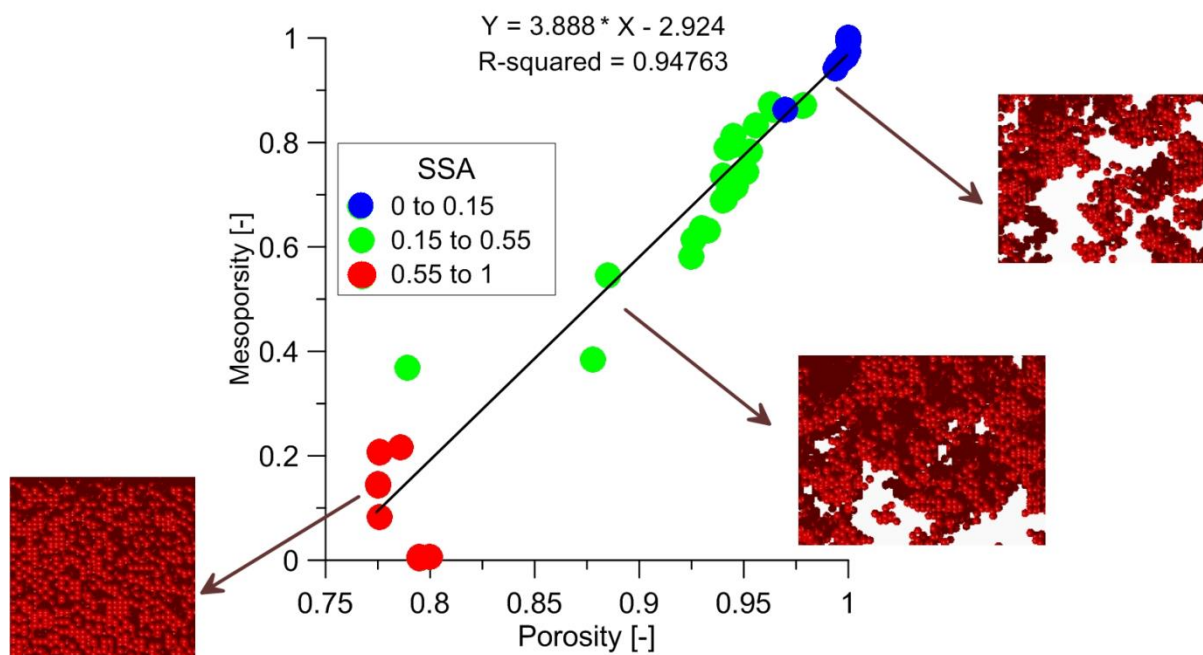 Y = 3.888 * X - 2.924
R-squared = 0.94763
1
0.8
0.6
0.4
0.2
0
Mesoporsity [-]
SSA
0 to 0.15
0.15 to 0.55
0.55 to 1
0.75
0.8
0.85
0.9
0.95
1
Porosity [-]